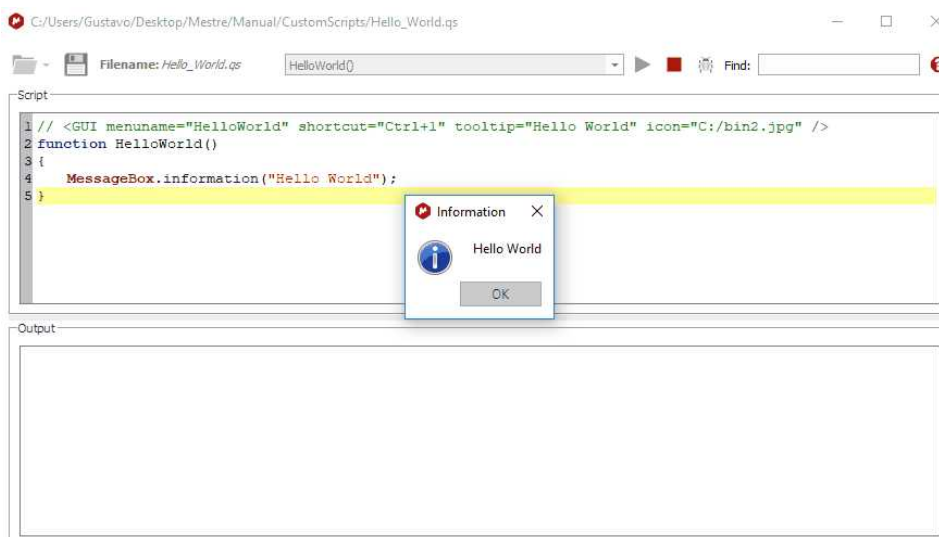 C:/Users/Gustavo/Desktop/Mestre/Manual/CustomScripts/Hello_World.qs
Filename: Hello_World.qs HelloWorld() Find:
Script
1 // <GUI menuname="HelloWorld" shortcut="Ctrl+1" tooltip="Hello World" icon="C:/bin2.jpg" />
2 function HelloWorld()
3 {
4 MessageBox.information("Hello World");
5 }
Information
Hello World
OK
Output